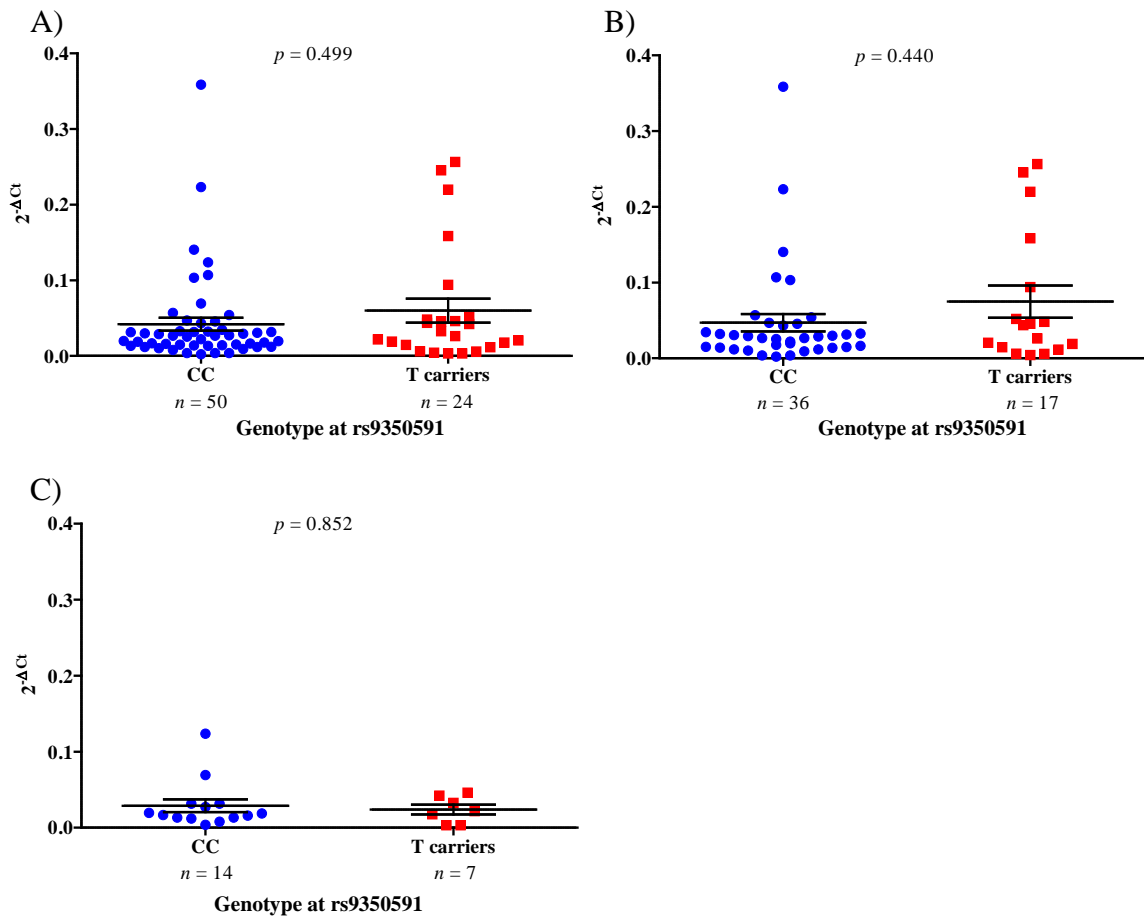 A)
p = 0.499
0.4
0.3
0.2
0.1
0.0
2^-ΔCt
CC
T carriers
n = 50
n = 24
Genotype at rs9350591
B)
p = 0.440
0.4
0.3
0.2
0.1
0.0
2^-ΔCt
CC
T carriers
n = 36
n = 17
Genotype at rs9350591
C)
p = 0.852
0.4
0.3
0.2
0.1
0.0
2^-ΔCt
CC
T carriers
n = 14
n = 7
Genotype at rs9350591